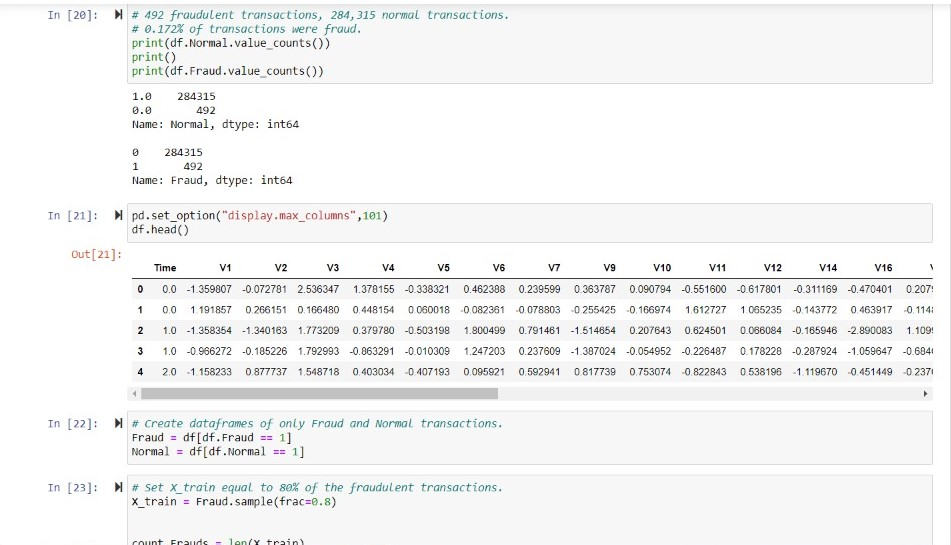 In [20]: # 492 fraudulent transactions, 284,315 normal transactions.
# 0.172% of transactions were fraud.
print(df.Normal.value_counts())
print()
print(df.Fraud.value_counts())
1.0    284315
0.0       492
Name: Normal, dtype: int64
0    284315
1       492
Name: Fraud, dtype: int64
In [21]: pd.set_option("display.max_columns",101)
df.head()
Out[21]:
Time V1 V2 V3 V4 V5 V6 V7 V9 V10 V11 V12 V14 V16
0 0.0 -1.359807 -0.072781 2.536347 1.378155 -0.338321 0.462388 0.239599 0.363787 0.090794 -0.551600 -0.617801 -0.311169 -0.470401
1 0.0 1.191857 0.266151 0.166480 0.448154 0.060018 -0.082361 -0.078803 -0.255425 -0.166974 1.612727 1.065235 -0.143772 0.463917
2 1.0 -1.358354 -1.340163 1.773209 0.379780 -0.503198 1.800499 0.791461 -1.514654 0.207643 0.624501 0.066084 -0.165946 -2.890083
3 1.0 -0.966272 -0.185226 1.792993 -0.863291 -0.010309 1.247203 0.237609 -1.387024 -0.054952 -0.226487 0.178228 -0.287924 -1.059647
4 2.0 -1.158233 0.877737 1.548718 0.403034 -0.407193 0.095921 0.592941 0.817739 0.753074 -0.822843 0.538196 -1.119670 -0.451449
In [22]: # Create dataframes of only Fraud and Normal transactions.
Fraud = df[df.Fraud == 1]
Normal = df[df.Normal == 1]
In [23]: # Set X_train equal to 80% of the fraudulent transactions.
X_train = Fraud.sample(frac=0.8)
count_Frauds = len(X_train)